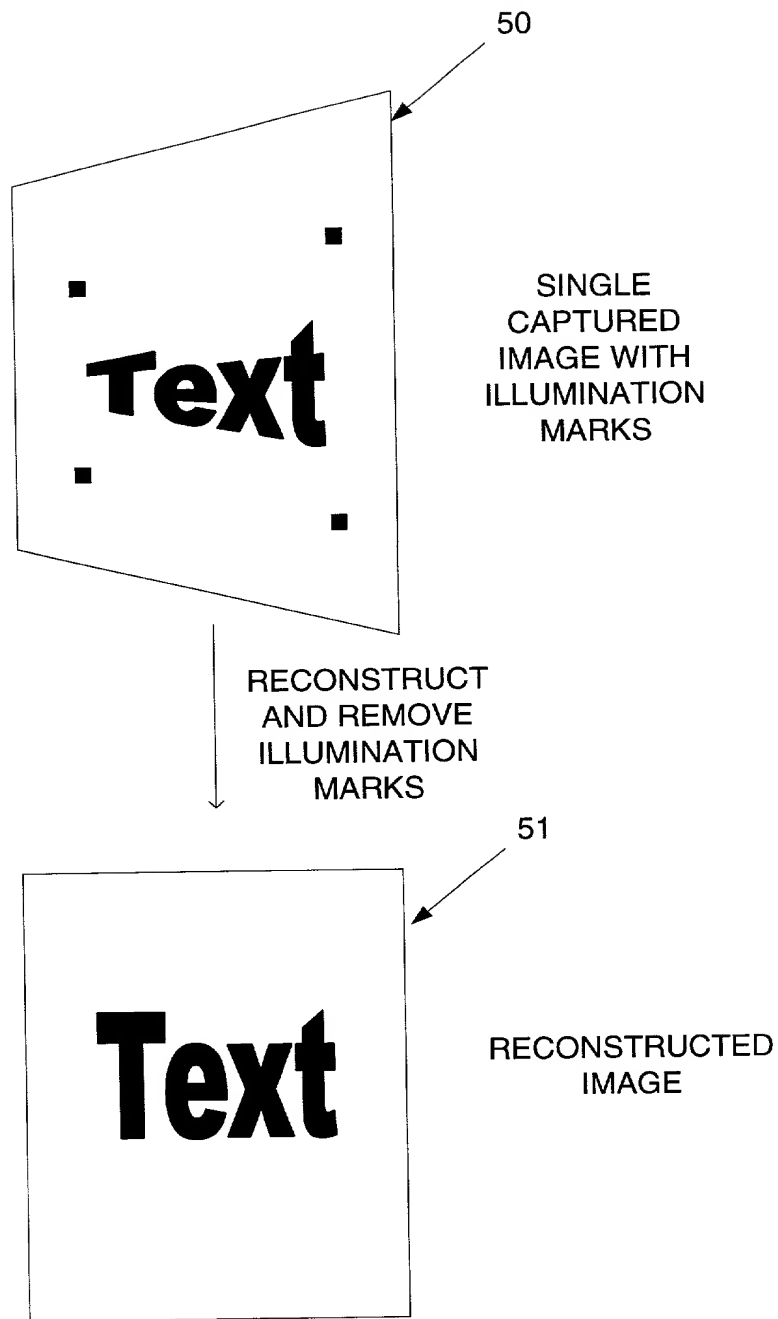 50
SINGLE
CAPTURED
IMAGE WITH
ILLUMINATION
MARKS
Text
RECONSTRUCT
AND REMOVE
ILLUMINATION
MARKS
51
Text
RECONSTRUCTED
IMAGE